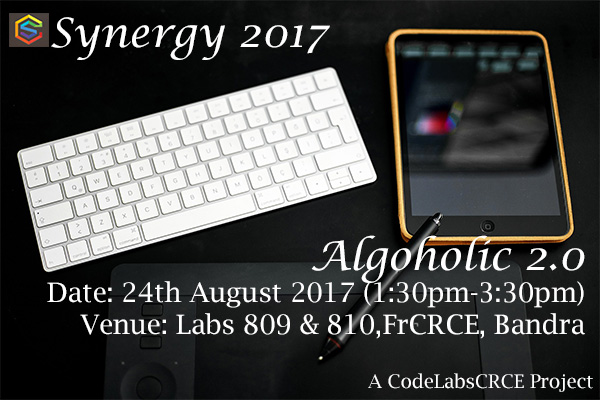 Synergy 2017
Algoholic 2.0
Date: 24th August 2017 (1:30pm-3:30pm)
Venue: Labs 809 & 810,FrCRCE, Bandra
A CodeLabsCRCE Project